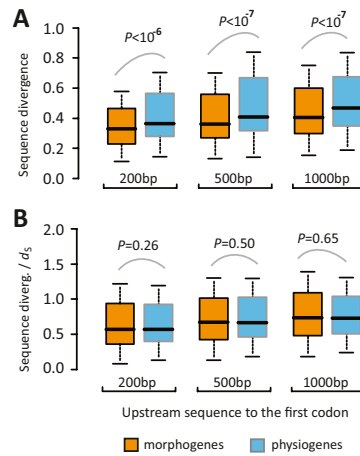 A
P<10⁻⁶
P<10⁻⁷
P<10⁻⁷
Sequence divergence
1.0
0.8
0.6
0.4
0.2
0.0
200bp
500bp
1000bp
B
P=0.26
P=0.50
P=0.65
Sequence diverg. / dS
2.0
1.5
1.0
0.5
0.0
200bp
500bp
1000bp
Upstream sequence to the first codon
morphogenes
physiogenes